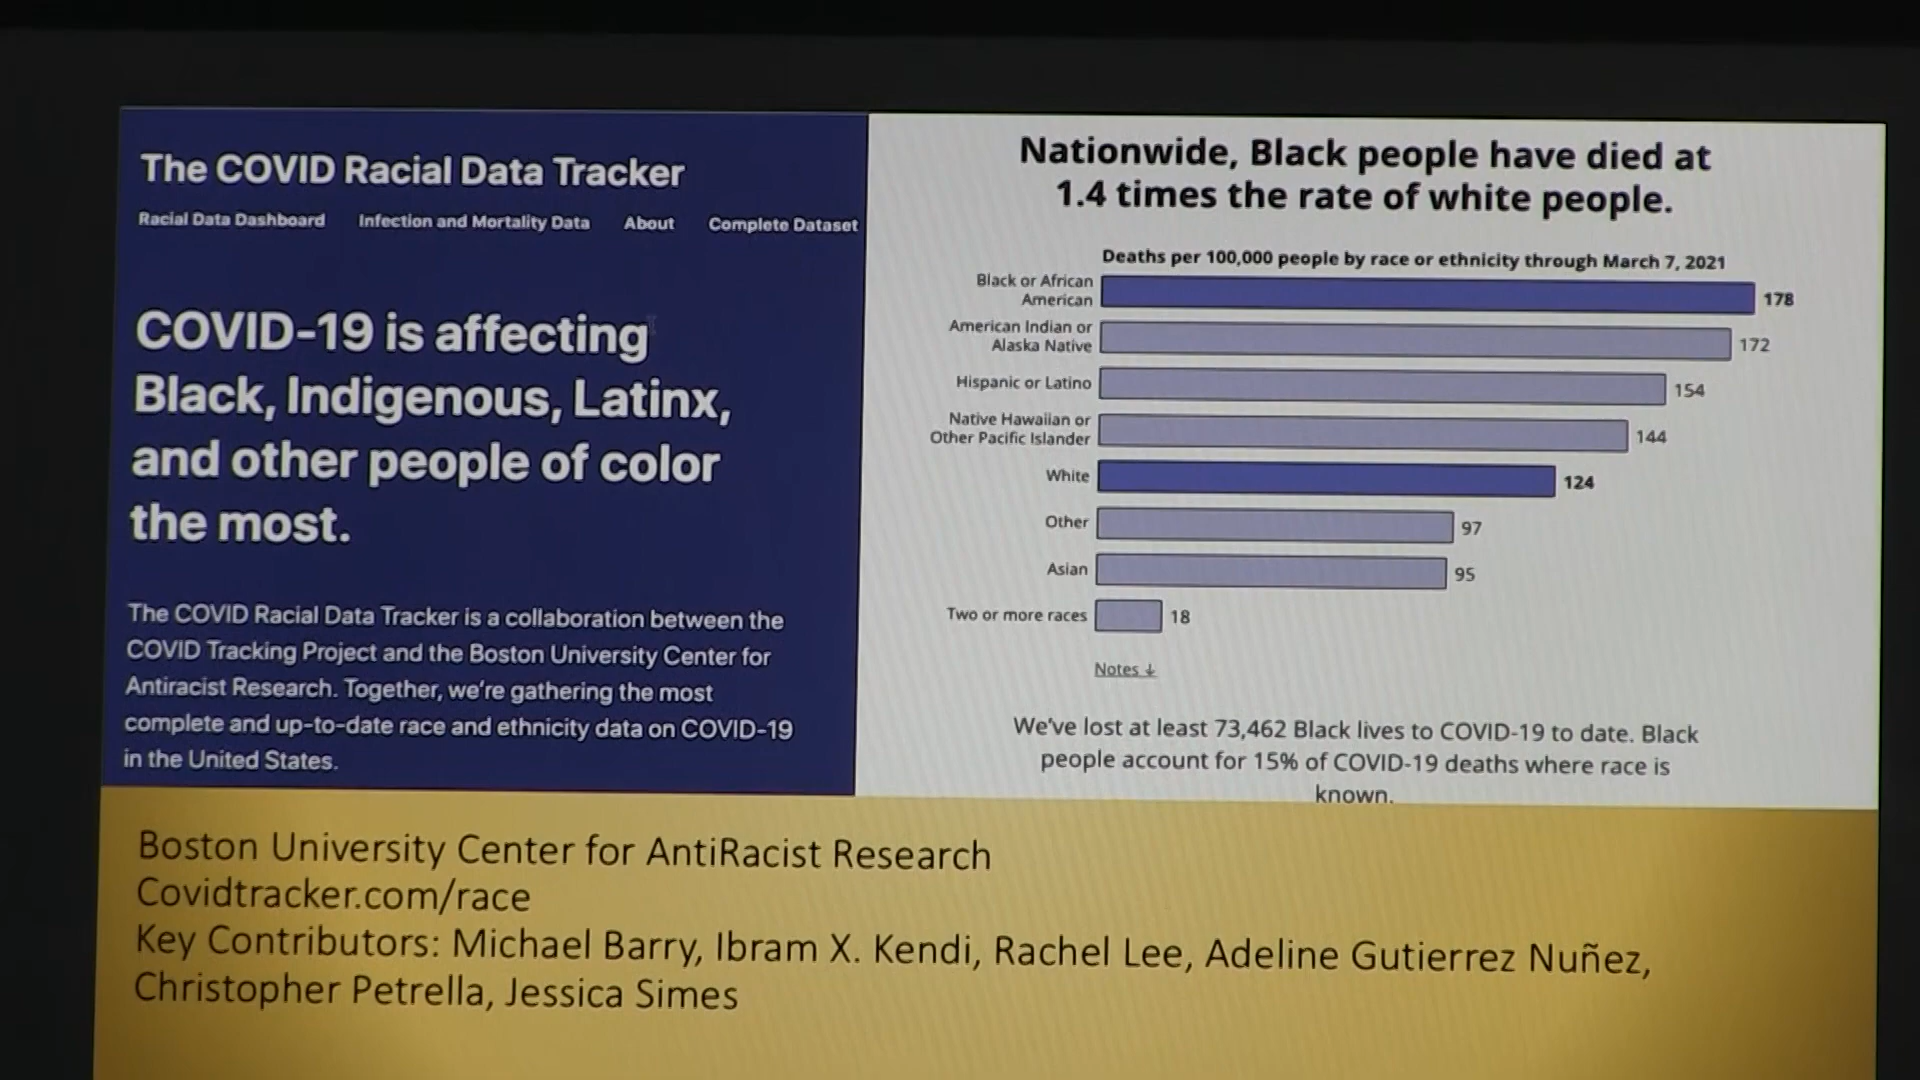 The COVID Racial Data Tracker
Racial Data Dashboard Infection and Mortality Data About Complete Dataset
COVID-19 is affecting
Black, Indigenous, Latinx,
and other people of color
the most.
The COVID Racial Data Tracker is a collaboration between the
COVID Tracking Project and the Boston University Center for
Antiracist Research. Together, we're gathering the most
complete and up-to-date race and ethnicity data on COVID-19
in the United States.
Nationwide, Black people have died at
1.4 times the rate of white people.
Deaths per 100,000 people by race or ethnicity through March 7, 2021
Black or African
American 178
American Indian or
Alaska Native 172
Hispanic or Latino 154
Native Hawaiian or
Other Pacific Islander 144
White 124
Other 97
Asian 95
Two or more races 18
Notes ↓
We've lost at least 73,462 Black lives to COVID-19 to date. Black
people account for 15% of COVID-19 deaths where race is
known.
Boston University Center for AntiRacist Research
Covidtracker.com/race
Key Contributors: Michael Barry, Ibram X. Kendi, Rachel Lee, Adeline Gutierrez Nuñez,
Christopher Petrella, Jessica Simes